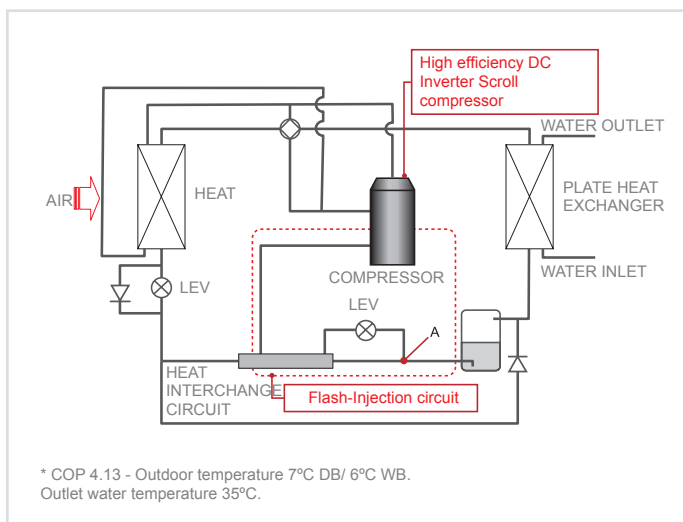 High efficiency DC
Inverter Scroll
compressor
WATER OUTLET
AIR
HEAT
PLATE HEAT
EXCHANGER
COMPRESSOR
WATER INLET
LEV
LEV
A
HEAT
INTERCHANGE
CIRCUIT
Flash-Injection circuit
* COP 4.13 - Outdoor temperature 7ºC DB/ 6ºC WB.
Outlet water temperature 35ºC.